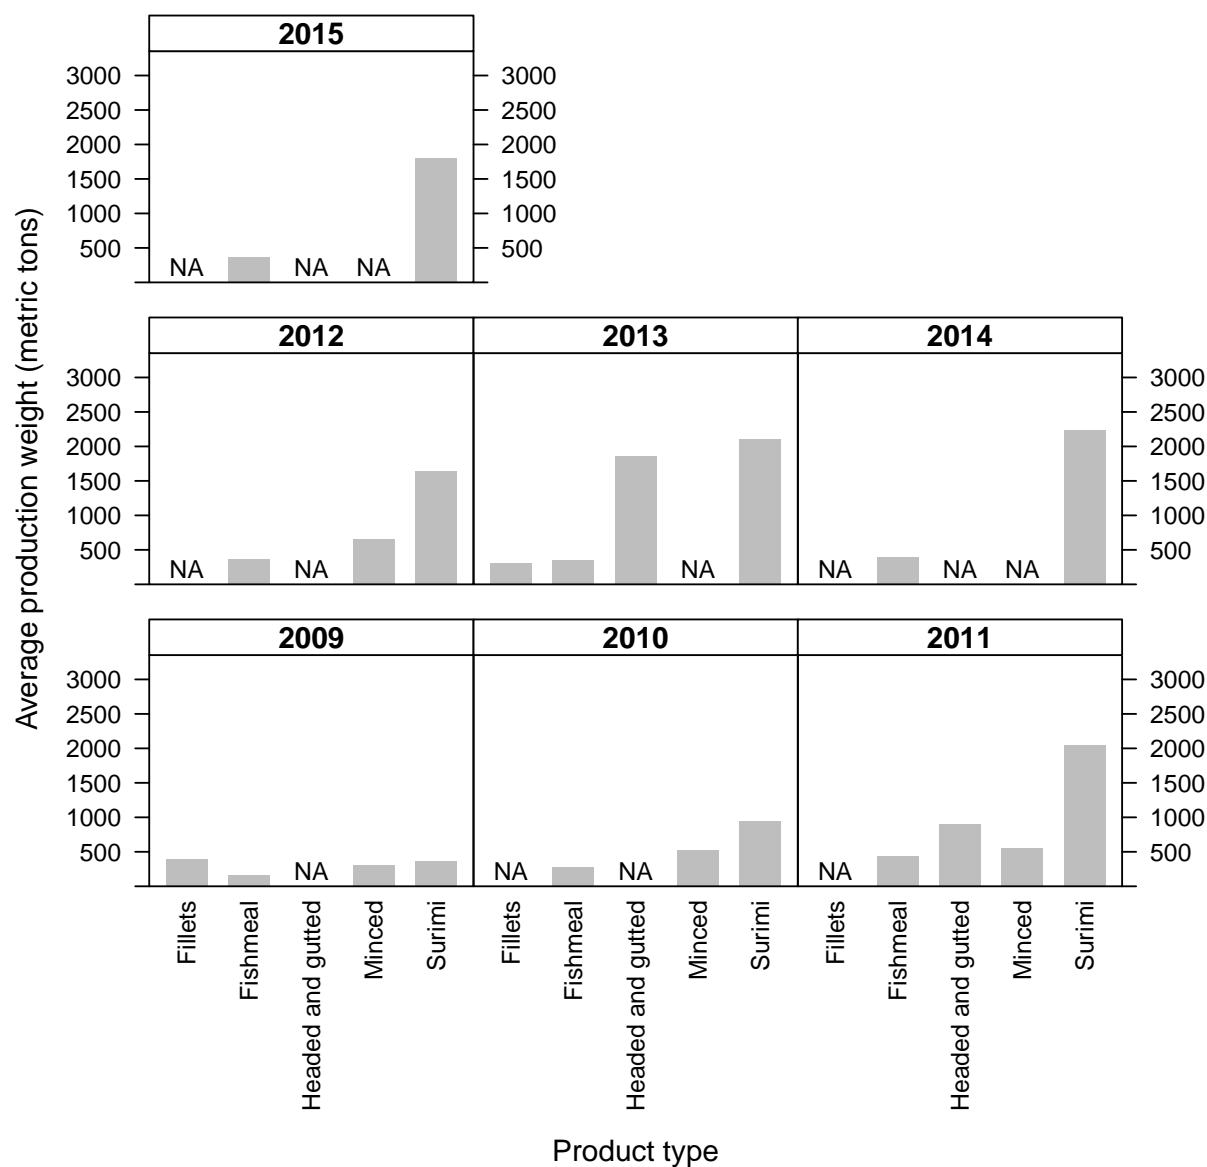 2015
3000 3000
2500 2500
2000 2000
1500 1500
1000 1000
500 500
NA NA NA
Average production weight (metric tons)
2012 2013 2014
3000 3000
2500 2500
2000 2000
1500 1500
1000 1000
500 500
NA NA NA NA NA NA
2009 2010 2011
3000 3000
2500 2500
2000 2000
1500 1500
1000 1000
500 500
NA NA NA NA
Fillets Fishmeal Headed and gutted Minced Surimi Fillets Fishmeal Headed and gutted Minced Surimi Fillets Fishmeal Headed and gutted Minced Surimi
Product type